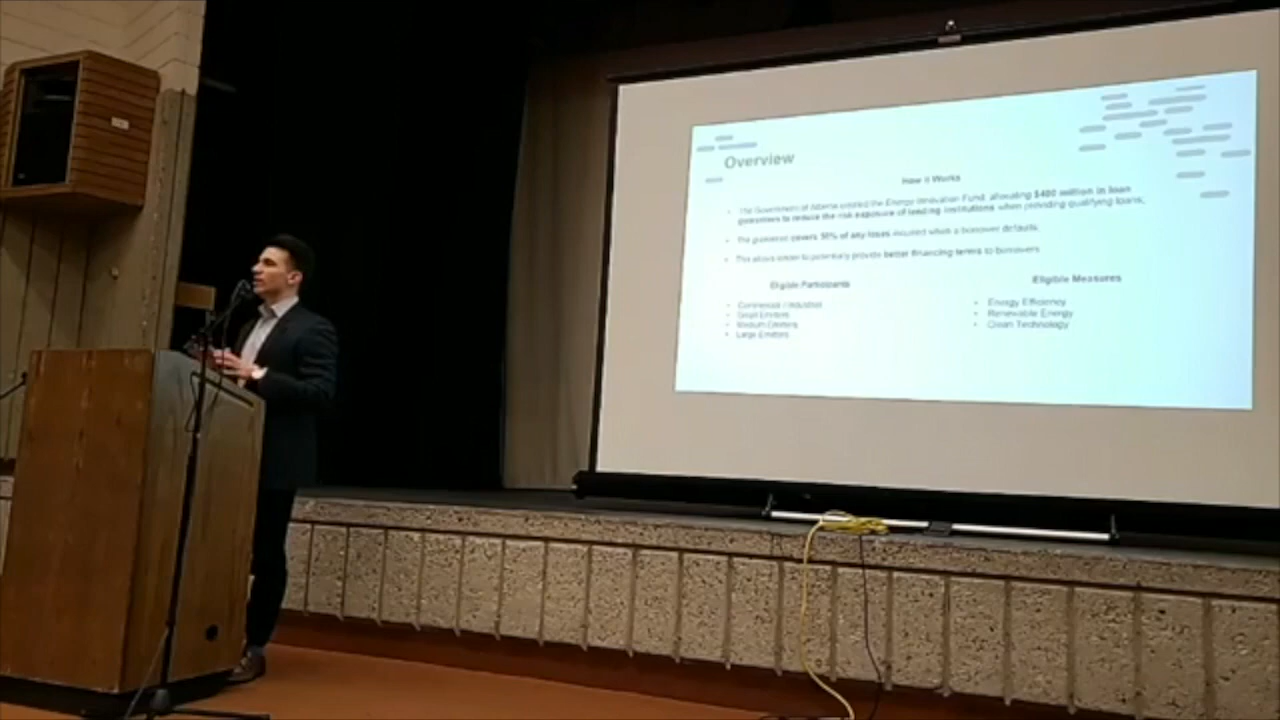 Overview
How it Works
The Government of Alberta created the Energy Innovation Fund, allocating $400 million in loan
guarantees to reduce the risk exposure of lending institutions when providing qualifying loans,
The guarantee covers 50% of any loses incurred when a borrower defaults.
This allows lender to potentially provide better financing terms to borrowers
Eligible Participants
Commercial / Industrial
Small Emitters
Medium Emitters
Large Emitters
Eligible Measures
Energy Efficiency
Renewable Energy
Clean Technology